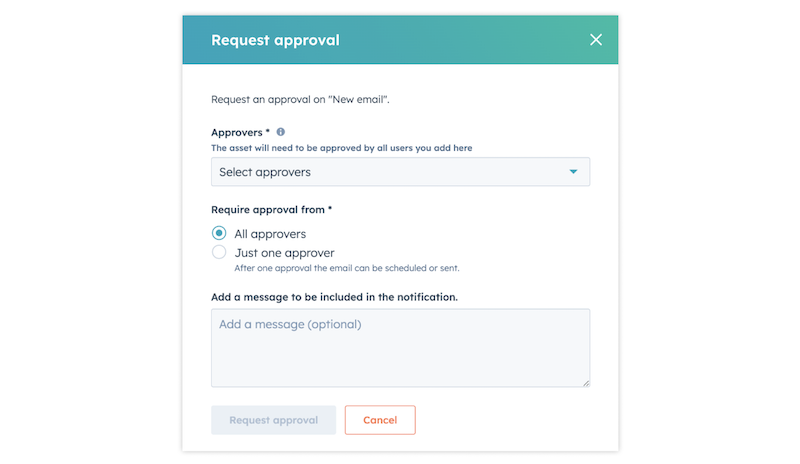 Request approval
Request an approval on "New email".
Approvers *
The asset will need to be approved by all users you add here
Select approvers
Require approval from *
All approvers
Just one approver
After one approval the email can be scheduled or sent.
Add a message to be included in the notification.
Add a message (optional)
Request approval
Cancel